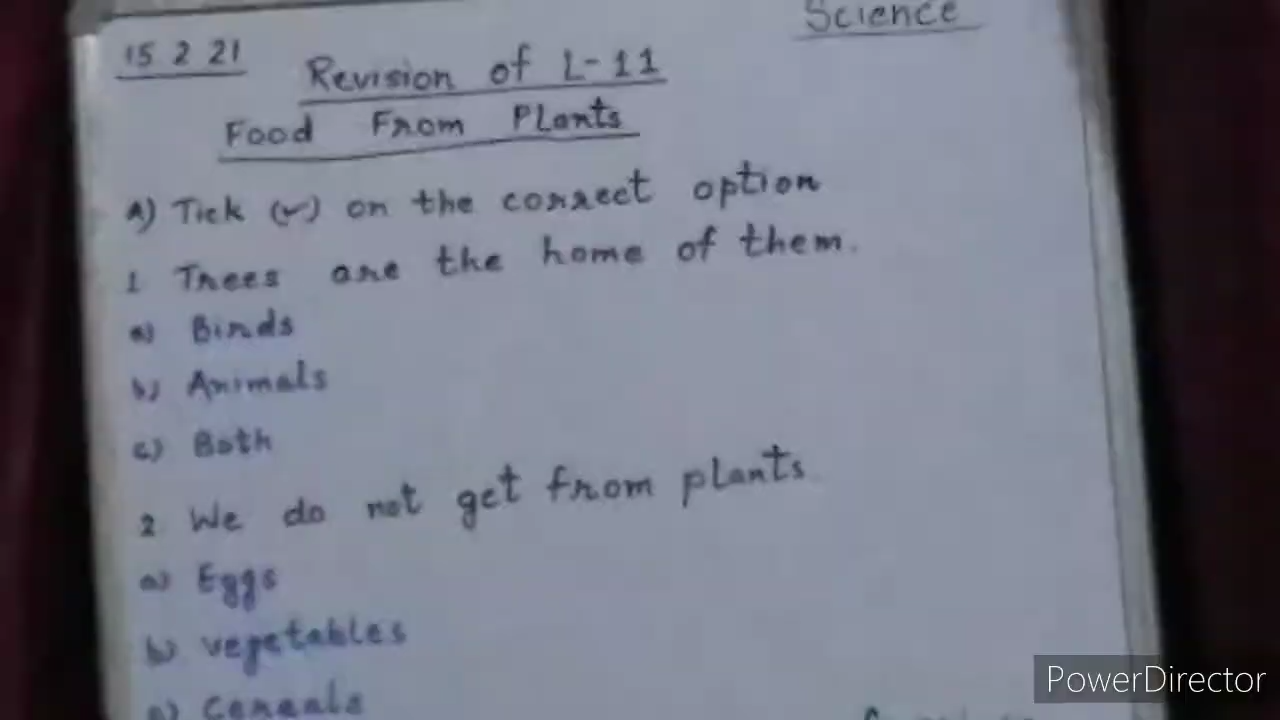 Science
15 2 21
Revision of L-11
Food From Plants
A) Tick (✓) on the correct option
1 Trees are the home of them.
a) Birds
b) Animals
c) Both
2 We do not get from plants
a) Eggs
b) vegetables
c) Cereals
PowerDirector